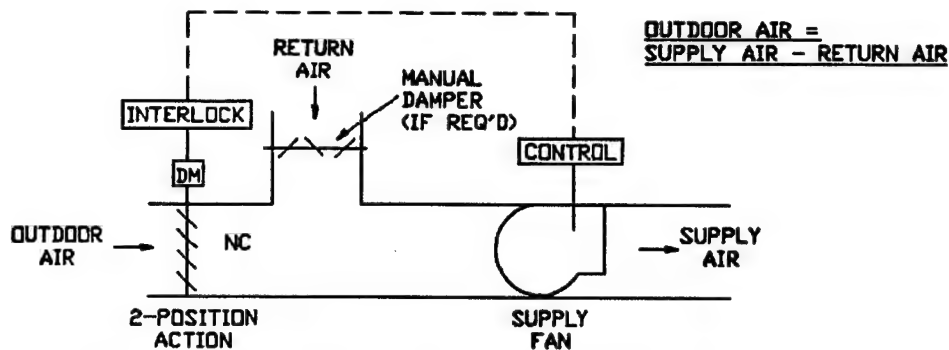 OUTDOOR AIR =
SUPPLY AIR - RETURN AIR
RETURN
AIR
MANUAL
DAMPER
(IF REQ'D)
INTERLOCK
CONTROL
DM
OUTDOOR
AIR
NC
SUPPLY
AIR
2-POSITION
ACTION
SUPPLY
FAN